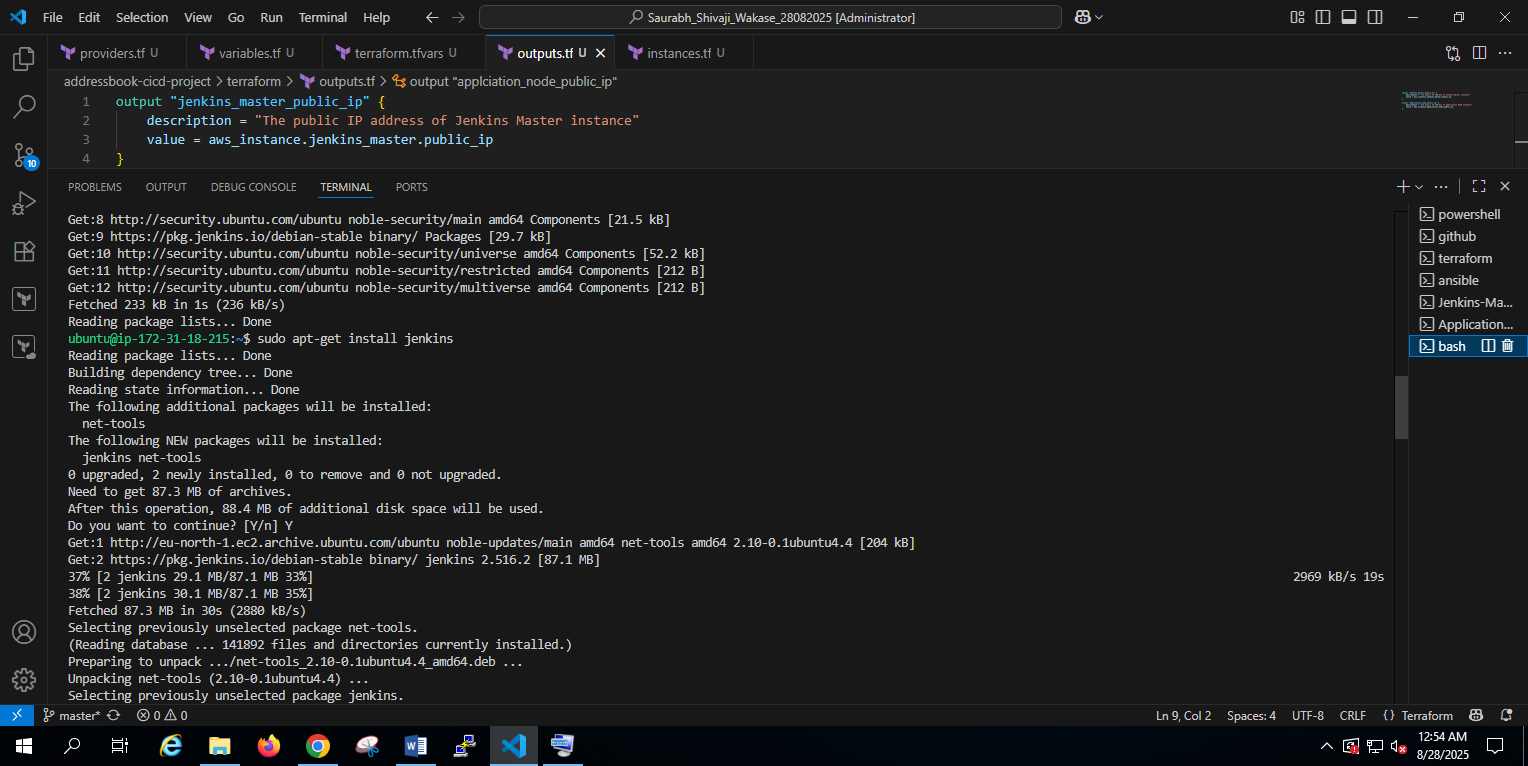 File Edit Selection View Go Run Terminal Help
Saurabh_Shivaji_Wakase_28082025 [Administrator]
providers.tf U
variables.tf U
terraform.tfvars U
outputs.tf U
instances.tf U
addressbook-cicd-project > terraform > outputs.tf > output "applciation_node_public_ip"
1 output "jenkins_master_public_ip" {
2 description = "The public IP address of Jenkins Master instance"
3 value = aws_instance.jenkins_master.public_ip
4 }
10
PROBLEMS OUTPUT DEBUG CONSOLE TERMINAL PORTS
Get:8 http://security.ubuntu.com/ubuntu noble-security/main amd64 Components [21.5 kB]
Get:9 https://pkg.jenkins.io/debian-stable binary/ Packages [29.7 kB]
Get:10 http://security.ubuntu.com/ubuntu noble-security/universe amd64 Components [52.2 kB]
Get:11 http://security.ubuntu.com/ubuntu noble-security/restricted amd64 Components [212 B]
Get:12 http://security.ubuntu.com/ubuntu noble-security/multiverse amd64 Components [212 B]
Fetched 233 kB in 1s (236 kB/s)
Reading package lists... Done
ubuntu@ip-172-31-18-215:~$ sudo apt-get install jenkins
Reading package lists... Done
Building dependency tree... Done
Reading state information... Done
The following additional packages will be installed:
net-tools
The following NEW packages will be installed:
jenkins net-tools
0 upgraded, 2 newly installed, 0 to remove and 0 not upgraded.
Need to get 87.3 MB of archives.
After this operation, 88.4 MB of additional disk space will be used.
Do you want to continue? [Y/n] Y
Get:1 http://eu-north-1.ec2.archive.ubuntu.com/ubuntu noble-updates/main amd64 net-tools amd64 2.10-0.1ubuntu4.4 [204 kB]
Get:2 https://pkg.jenkins.io/debian-stable binary/ jenkins 2.516.2 [87.1 MB]
37% [2 jenkins 29.1 MB/87.1 MB 33%] 2969 kB/s 19s
38% [2 jenkins 30.1 MB/87.1 MB 35%]
Fetched 87.3 MB in 30s (2880 kB/s)
Selecting previously unselected package net-tools.
(Reading database ... 141892 files and directories currently installed.)
Preparing to unpack .../net-tools_2.10-0.1ubuntu4.4_amd64.deb ...
Unpacking net-tools (2.10-0.1ubuntu4.4) ...
Selecting previously unselected package jenkins.
powershell
github
terraform
ansible
Jenkins-Ma...
Application...
bash
master* 0 0 Ln 9, Col 2 Spaces: 4 UTF-8 CRLF {} Terraform
12:54 AM
8/28/2025